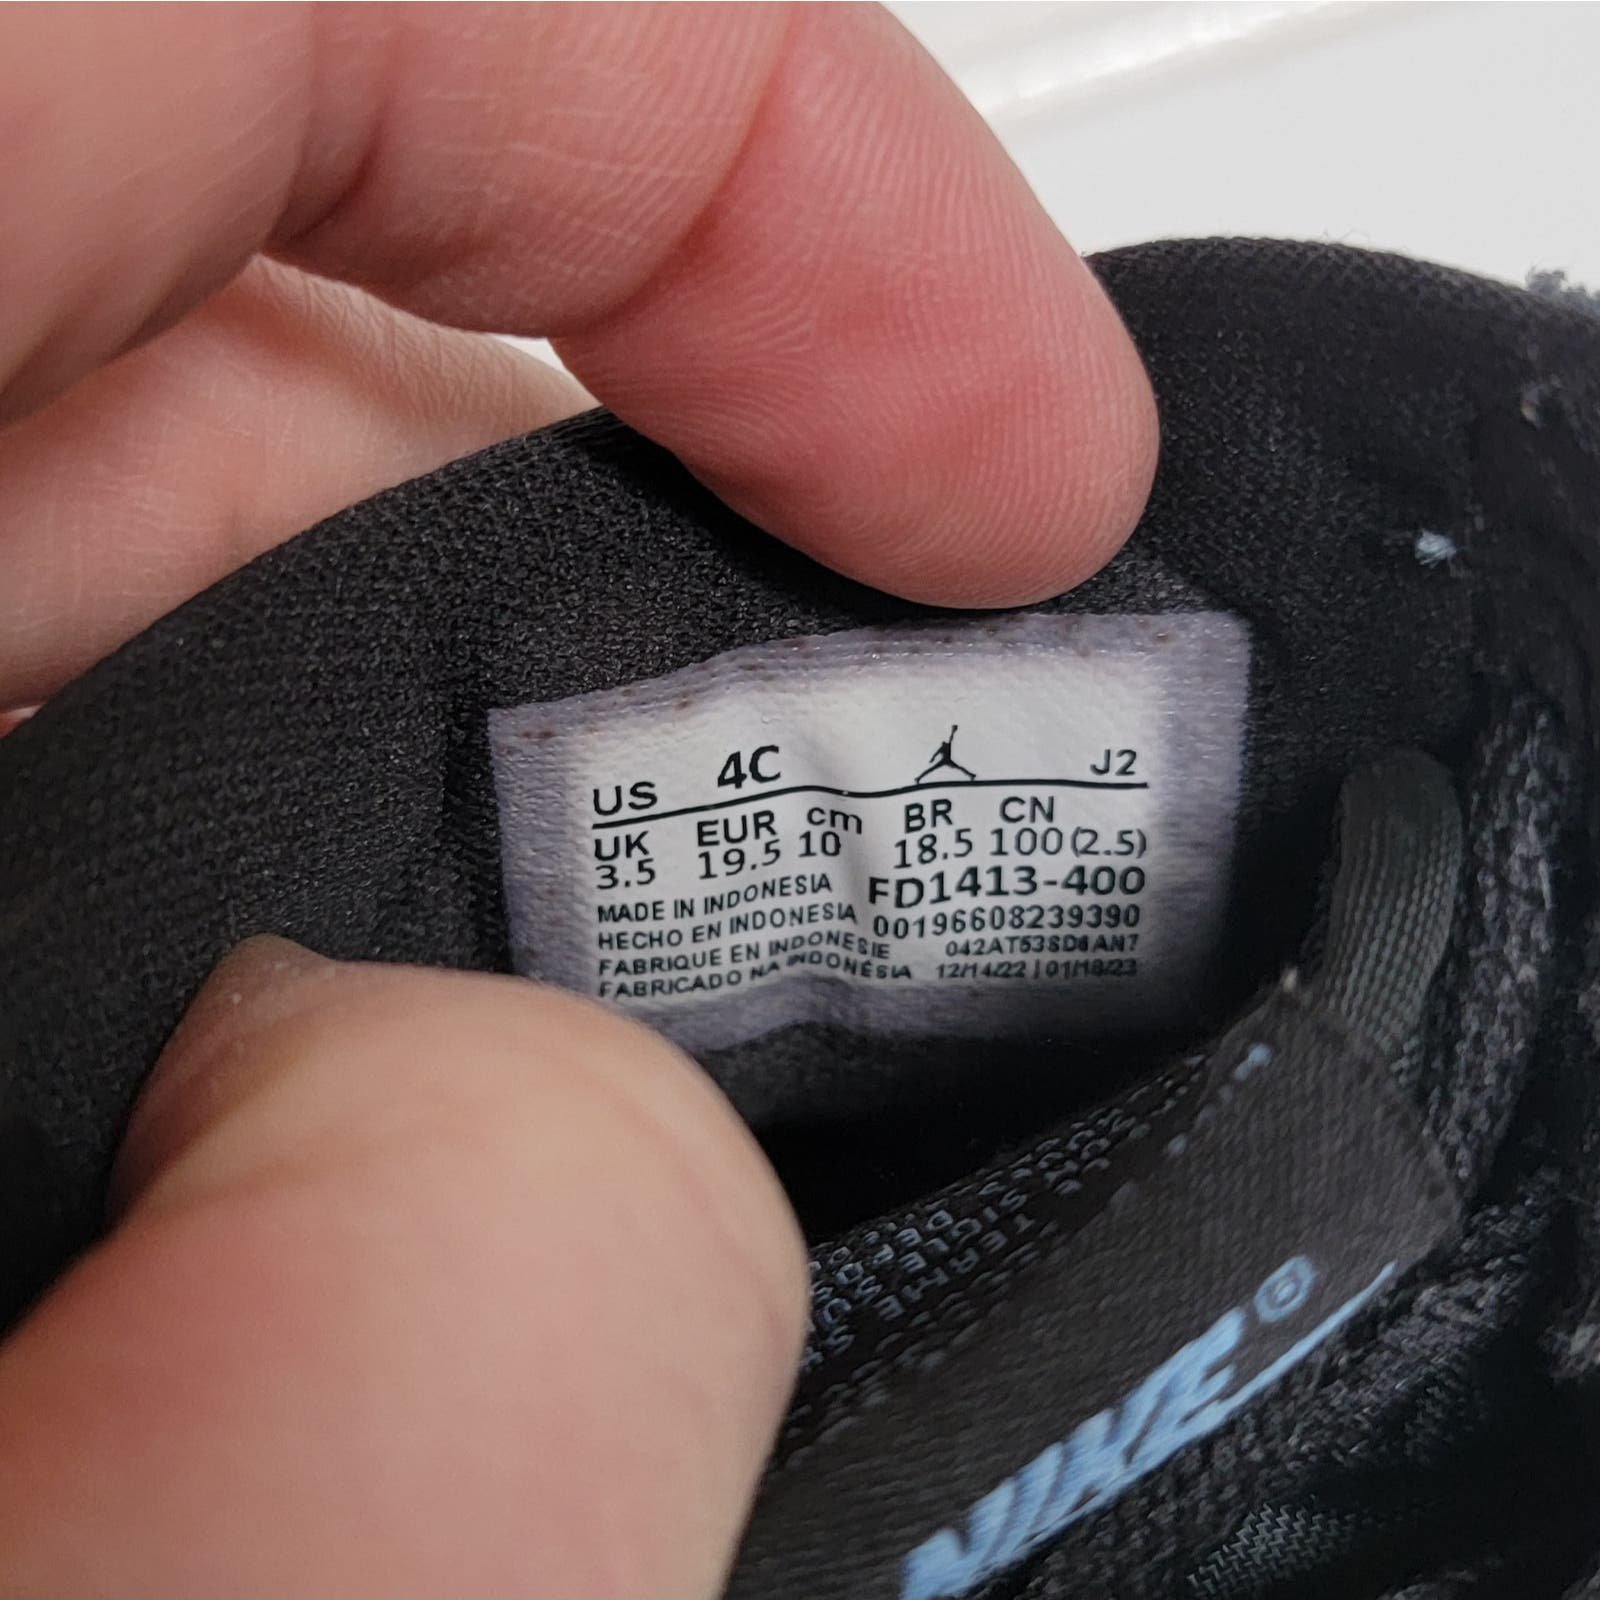 US 4C J2
UK EUR cm BR CN
3.5 19.5 10 18.5 100(2.5)
MADE IN INDONESIA FD1413-400
HECHO EN INDONESIA 00196608239390
FABRIQUE EN INDONESIE 042AT53SD6AN7
FABRICADO NA INDONÉSIA 12/14/22 | 01/18/23
NIKE